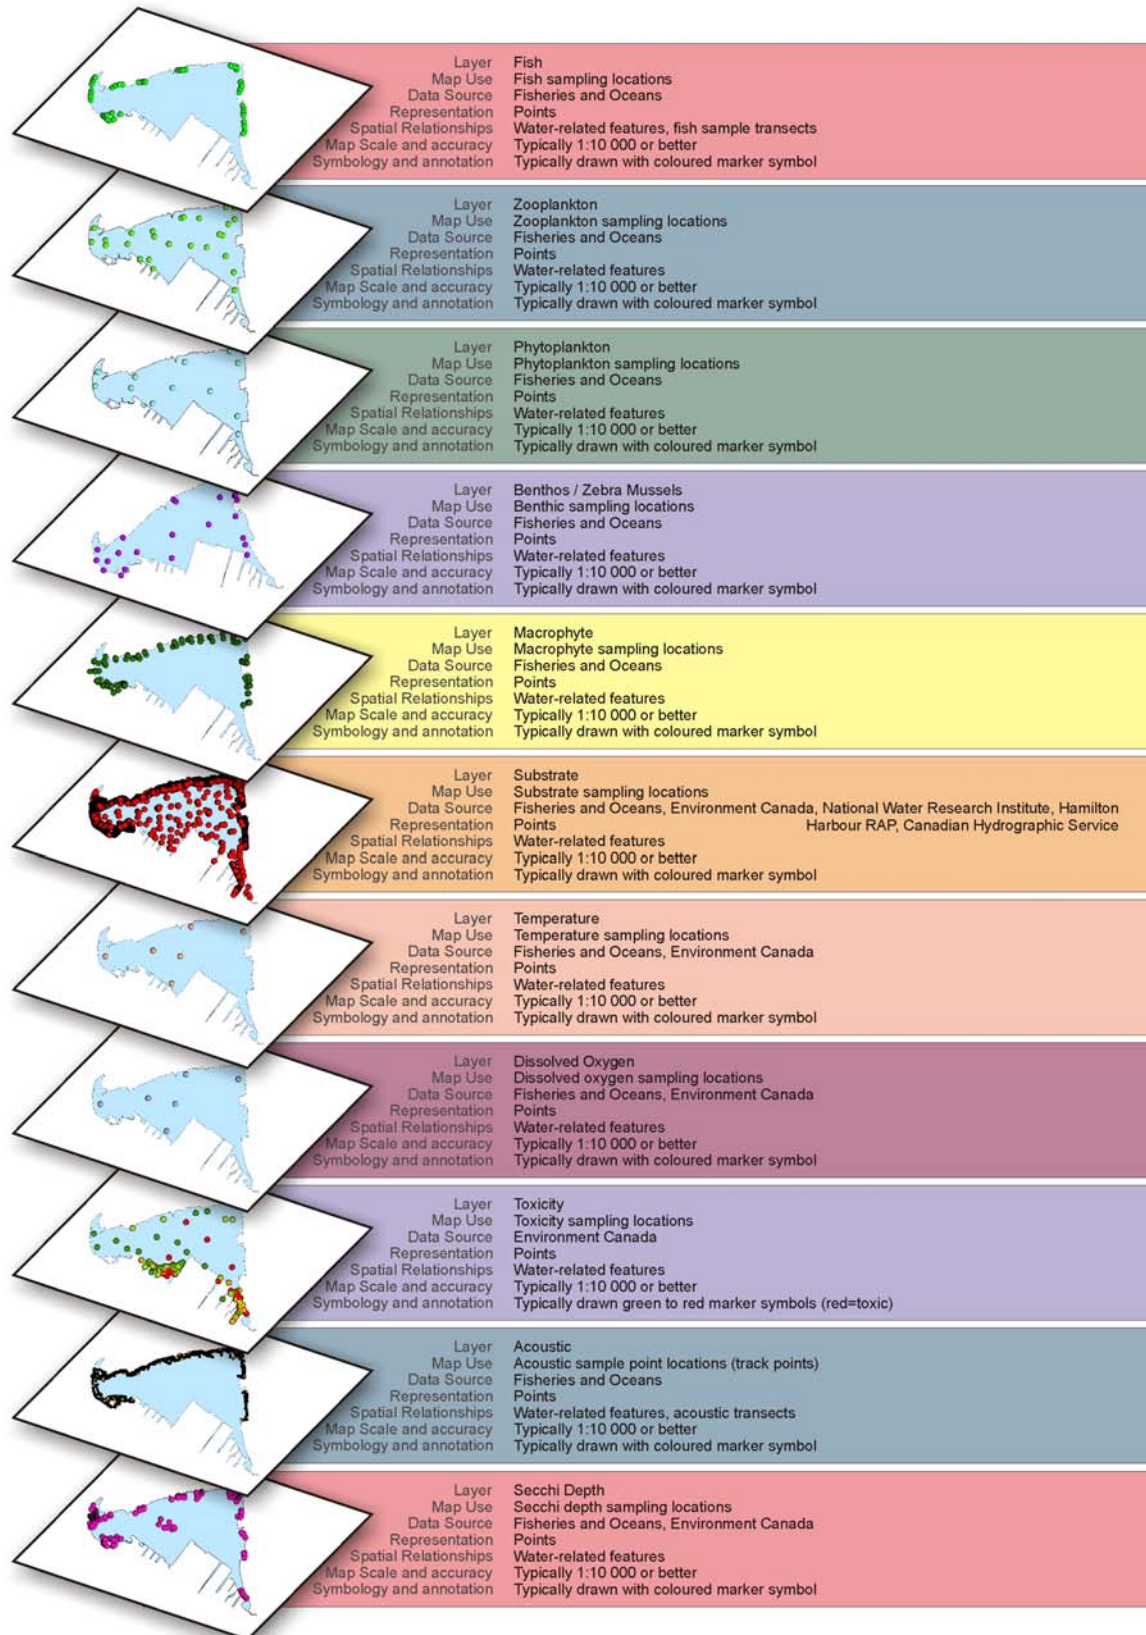 Layer Fish
Map Use Fish sampling locations
Data Source Fisheries and Oceans
Representation Points
Spatial Relationships Water-related features, fish sample transects
Map Scale and accuracy Typically 1:10 000 or better
Symbology and annotation Typically drawn with coloured marker symbol
Layer Zooplankton
Map Use Zooplankton sampling locations
Data Source Fisheries and Oceans
Representation Points
Spatial Relationships Water-related features
Map Scale and accuracy Typically 1:10 000 or better
Symbology and annotation Typically drawn with coloured marker symbol
Layer Phytoplankton
Map Use Phytoplankton sampling locations
Data Source Fisheries and Oceans
Representation Points
Spatial Relationships Water-related features
Map Scale and accuracy Typically 1:10 000 or better
Symbology and annotation Typically drawn with coloured marker symbol
Layer Benthos / Zebra Mussels
Map Use Benthic sampling locations
Data Source Fisheries and Oceans
Representation Points
Spatial Relationships Water-related features
Map Scale and accuracy Typically 1:10 000 or better
Symbology and annotation Typically drawn with coloured marker symbol
Layer Macrophyte
Map Use Macrophyte sampling locations
Data Source Fisheries and Oceans
Representation Points
Spatial Relationships Water-related features
Map Scale and accuracy Typically 1:10 000 or better
Symbology and annotation Typically drawn with coloured marker symbol
Layer Substrate
Map Use Substrate sampling locations
Data Source Fisheries and Oceans, Environment Canada, National Water Research Institute, Hamilton
Representation Points Harbour RAP, Canadian Hydrographic Service
Spatial Relationships Water-related features
Map Scale and accuracy Typically 1:10 000 or better
Symbology and annotation Typically drawn with coloured marker symbol
Layer Temperature
Map Use Temperature sampling locations
Data Source Fisheries and Oceans, Environment Canada
Representation Points
Spatial Relationships Water-related features
Map Scale and accuracy Typically 1:10 000 or better
Symbology and annotation Typically drawn with coloured marker symbol
Layer Dissolved Oxygen
Map Use Dissolved oxygen sampling locations
Data Source Fisheries and Oceans, Environment Canada
Representation Points
Spatial Relationships Water-related features
Map Scale and accuracy Typically 1:10 000 or better
Symbology and annotation Typically drawn with coloured marker symbol
Layer Toxicity
Map Use Toxicity sampling locations
Data Source Environment Canada
Representation Points
Spatial Relationships Water-related features
Map Scale and accuracy Typically 1:10 000 or better
Symbology and annotation Typically drawn green to red marker symbols (red=toxic)
Layer Acoustic
Map Use Acoustic sample point locations (track points)
Data Source Fisheries and Oceans
Representation Points
Spatial Relationships Water-related features, acoustic transects
Map Scale and accuracy Typically 1:10 000 or better
Symbology and annotation Typically drawn with coloured marker symbol
Layer Secchi Depth
Map Use Secchi depth sampling locations
Data Source Fisheries and Oceans, Environment Canada
Representation Points
Spatial Relationships Water-related features
Map Scale and accuracy Typically 1:10 000 or better
Symbology and annotation Typically drawn with coloured marker symbol